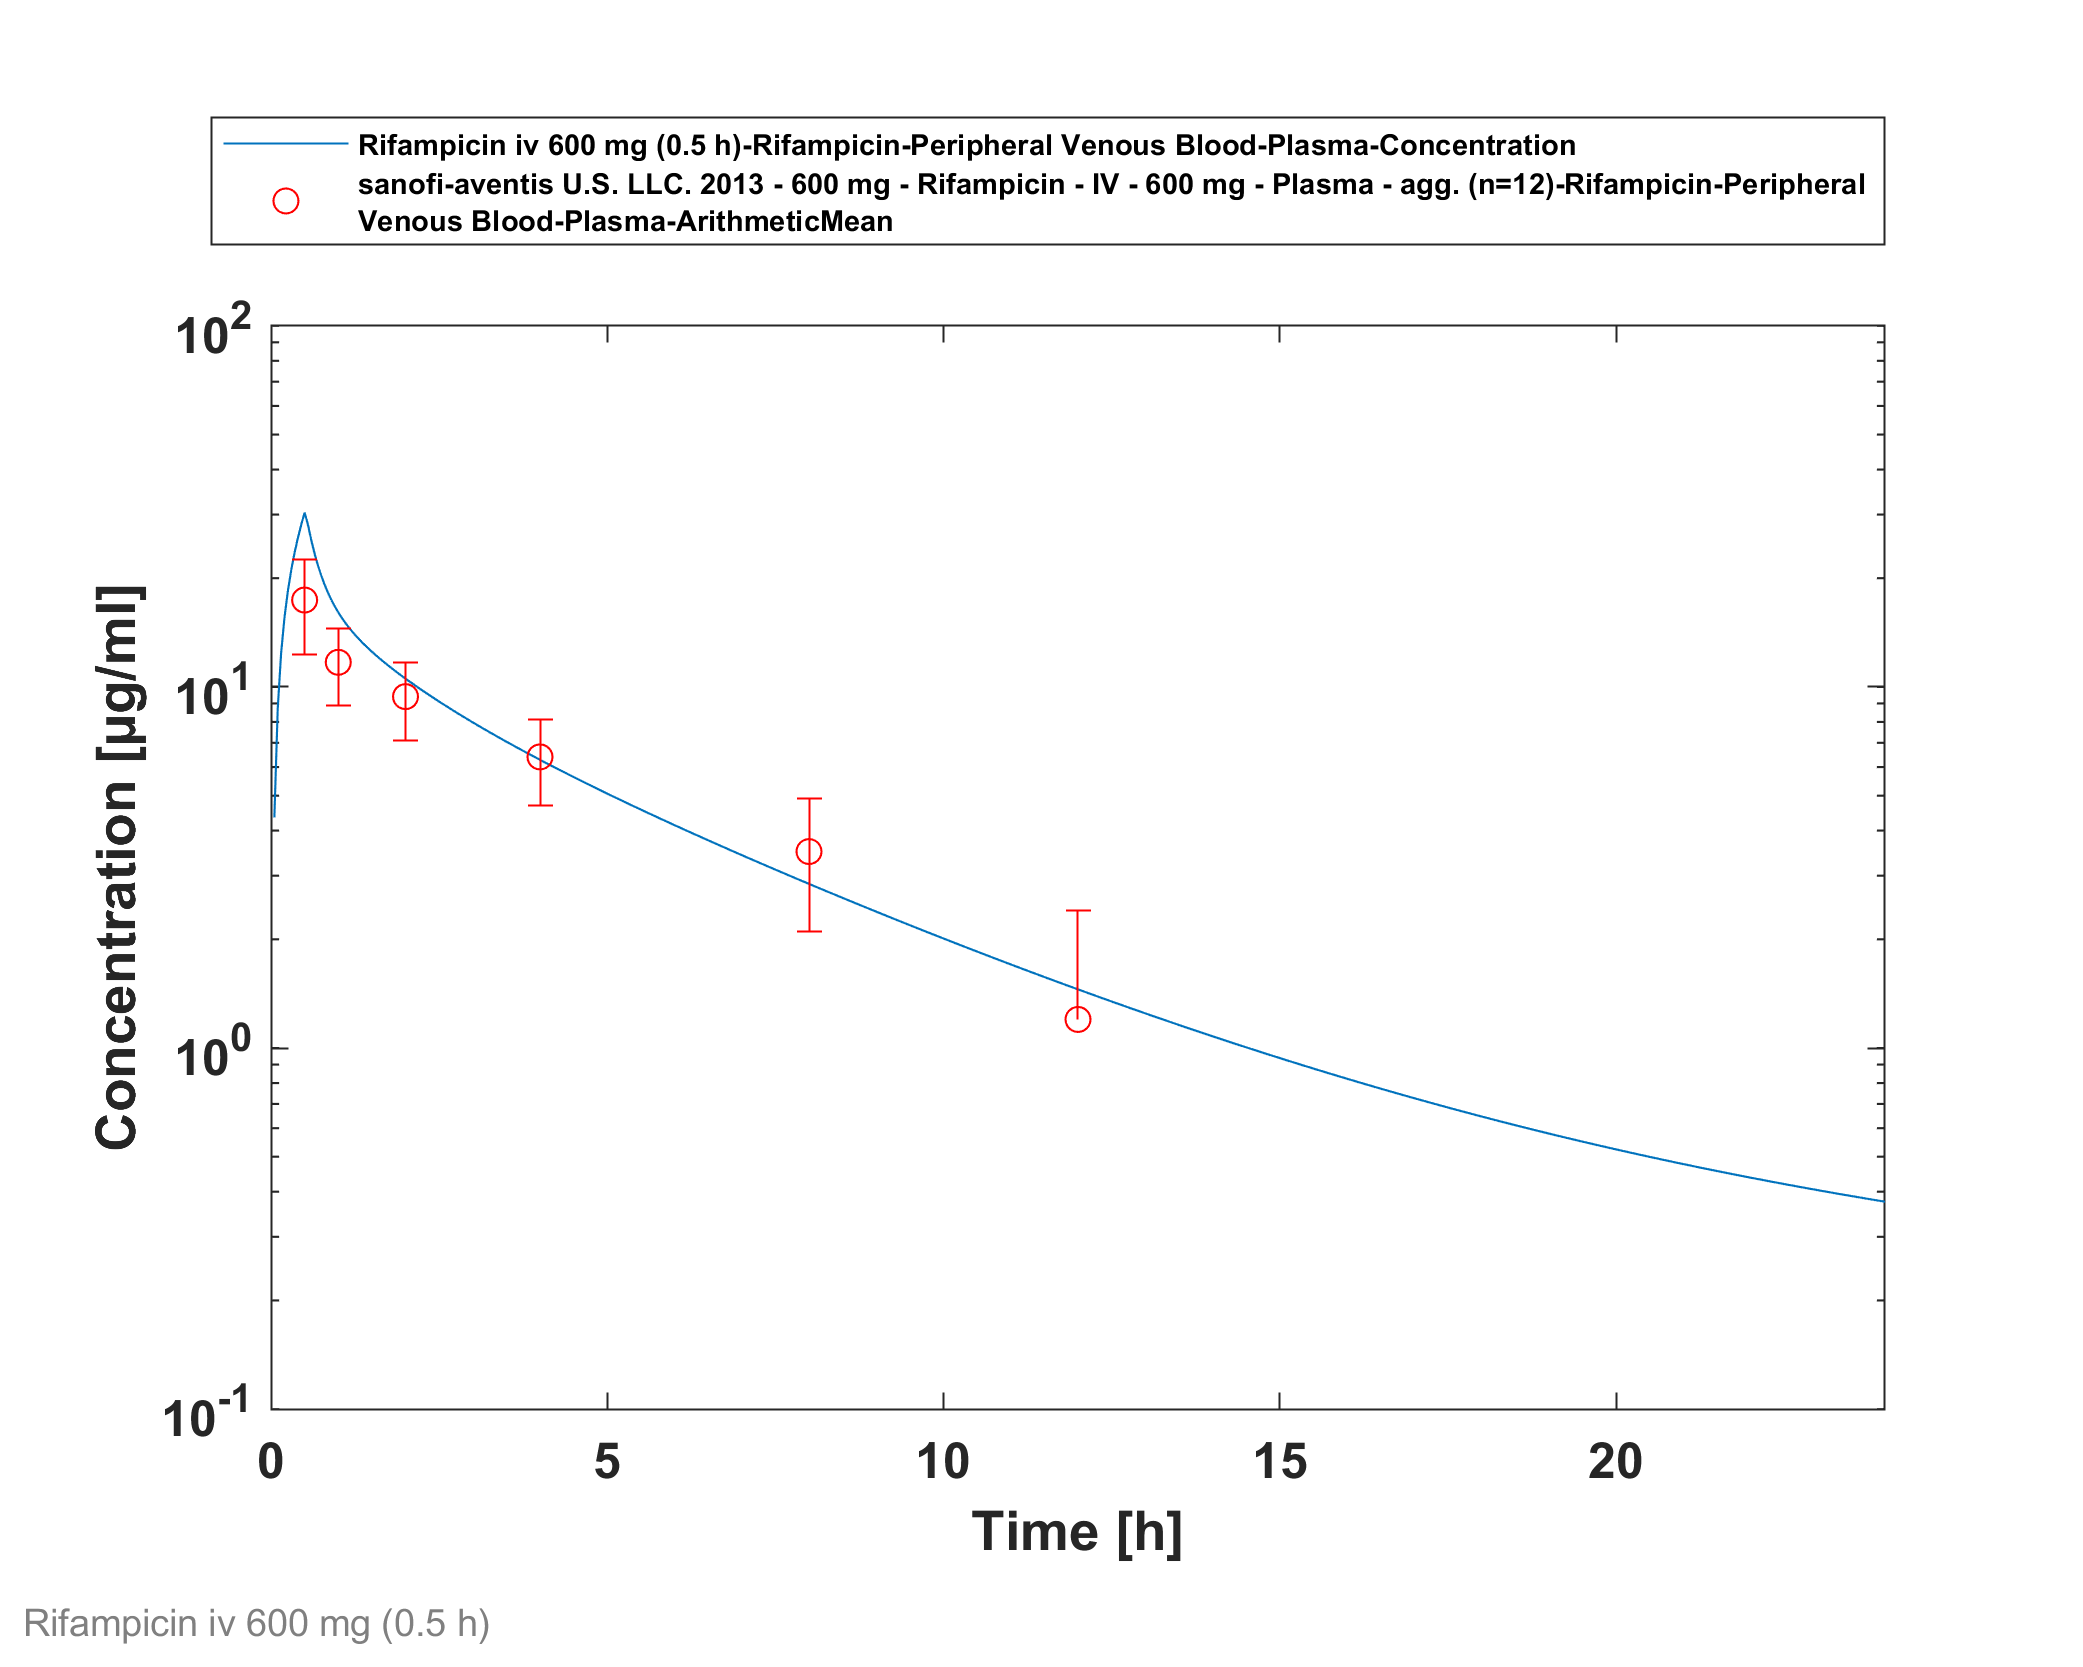 Rifampicin iv 600 mg (0.5 h)-Rifampicin-Peripheral Venous Blood-Plasma-Concentration
sanofi-aventis U.S. LLC. 2013 - 600 mg - Rifampicin - IV - 600 mg - Plasma - agg. (n=12)-Rifampicin-Peripheral
Venous Blood-Plasma-ArithmeticMean
10^2
10^1
10^0
10^-1
Concentration [µg/ml]
0 5 10 15 20
Time [h]
Rifampicin iv 600 mg (0.5 h)